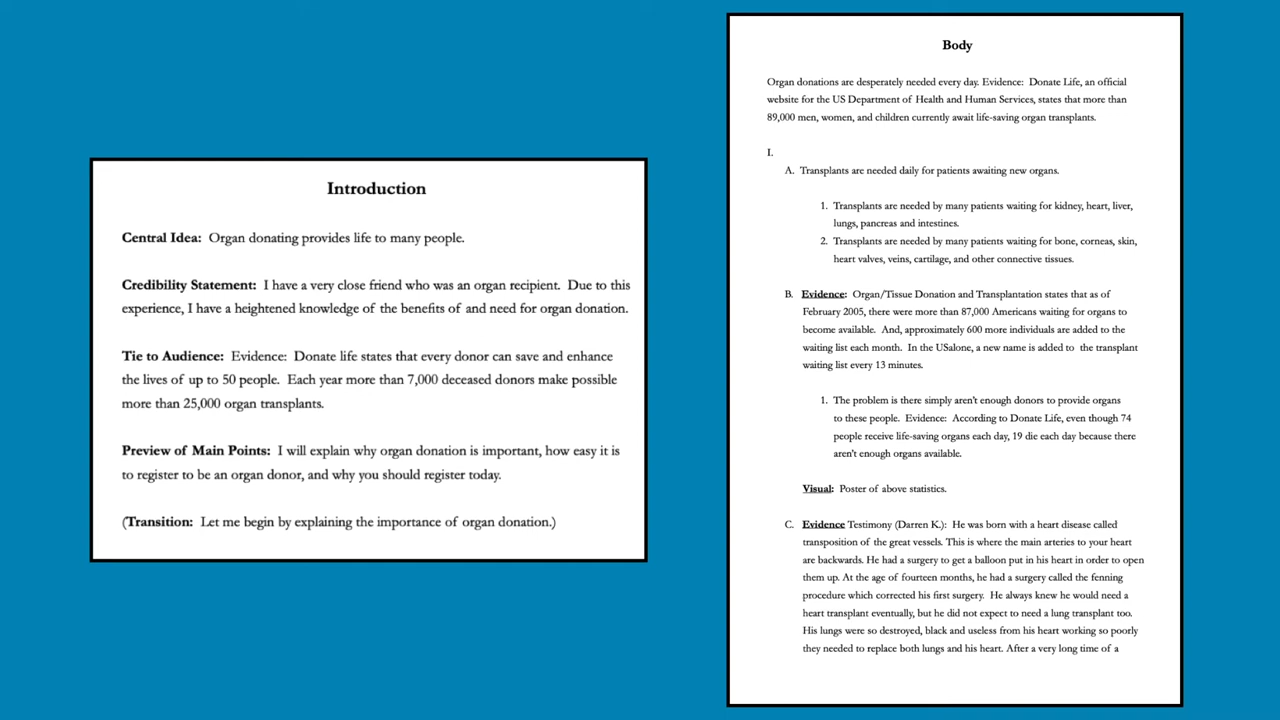 Introduction
Central Idea: Organ donating provides life to many people.
Credibility Statement: I have a very close friend who was an organ recipient. Due to this
experience, I have a heightened knowledge of the benefits of and need for organ donation.
Tie to Audience: Evidence: Donate life states that every donor can save and enhance
the lives of up to 50 people. Each year more than 7,000 deceased donors make possible
more than 25,000 organ transplants.
Preview of Main Points: I will explain why organ donation is important, how easy it is
to register to be an organ donor, and why you should register today.
(Transition: Let me begin by explaining the importance of organ donation.)
Body
Organ donations are desperately needed every day. Evidence: Donate Life, an official
website for the US Department of Health and Human Services, states that more than
89,000 men, women, and children currently await life-saving organ transplants.
I.
A. Transplants are needed daily for patients awaiting new organs.
1. Transplants are needed by many patients waiting for kidney, heart, liver,
lungs, pancreas and intestines.
2. Transplants are needed by many patients waiting for bone, corneas, skin,
heart valves, veins, cartilage, and other connective tissues.
B. Evidence: Organ/Tissue Donation and Transplantation states that as of
February 2005, there were more than 87,000 Americans waiting for organs to
become available. And, approximately 600 more individuals are added to the
waiting list each month. In the USalone, a new name is added to the transplant
waiting list every 13 minutes.
1. The problem is there simply aren't enough donors to provide organs
to these people. Evidence: According to Donate Life, even though 74
people receive life-saving organs each day, 19 die each day because there
aren't enough organs available.
Visual: Poster of above statistics.
C. Evidence Testimony (Darren K.): He was born with a heart disease called
transposition of the great vessels. This is where the main arteries to your heart
are backwards. He had a surgery to get a balloon put in his heart in order to open
them up. At the age of fourteen months, he had a surgery called the fenning
procedure which corrected his first surgery. He always knew he would need a
heart transplant eventually, but he did not expect to need a lung transplant too.
His lungs were so destroyed, black and useless from his heart working so poorly
they needed to replace both lungs and his heart. After a very long time of a